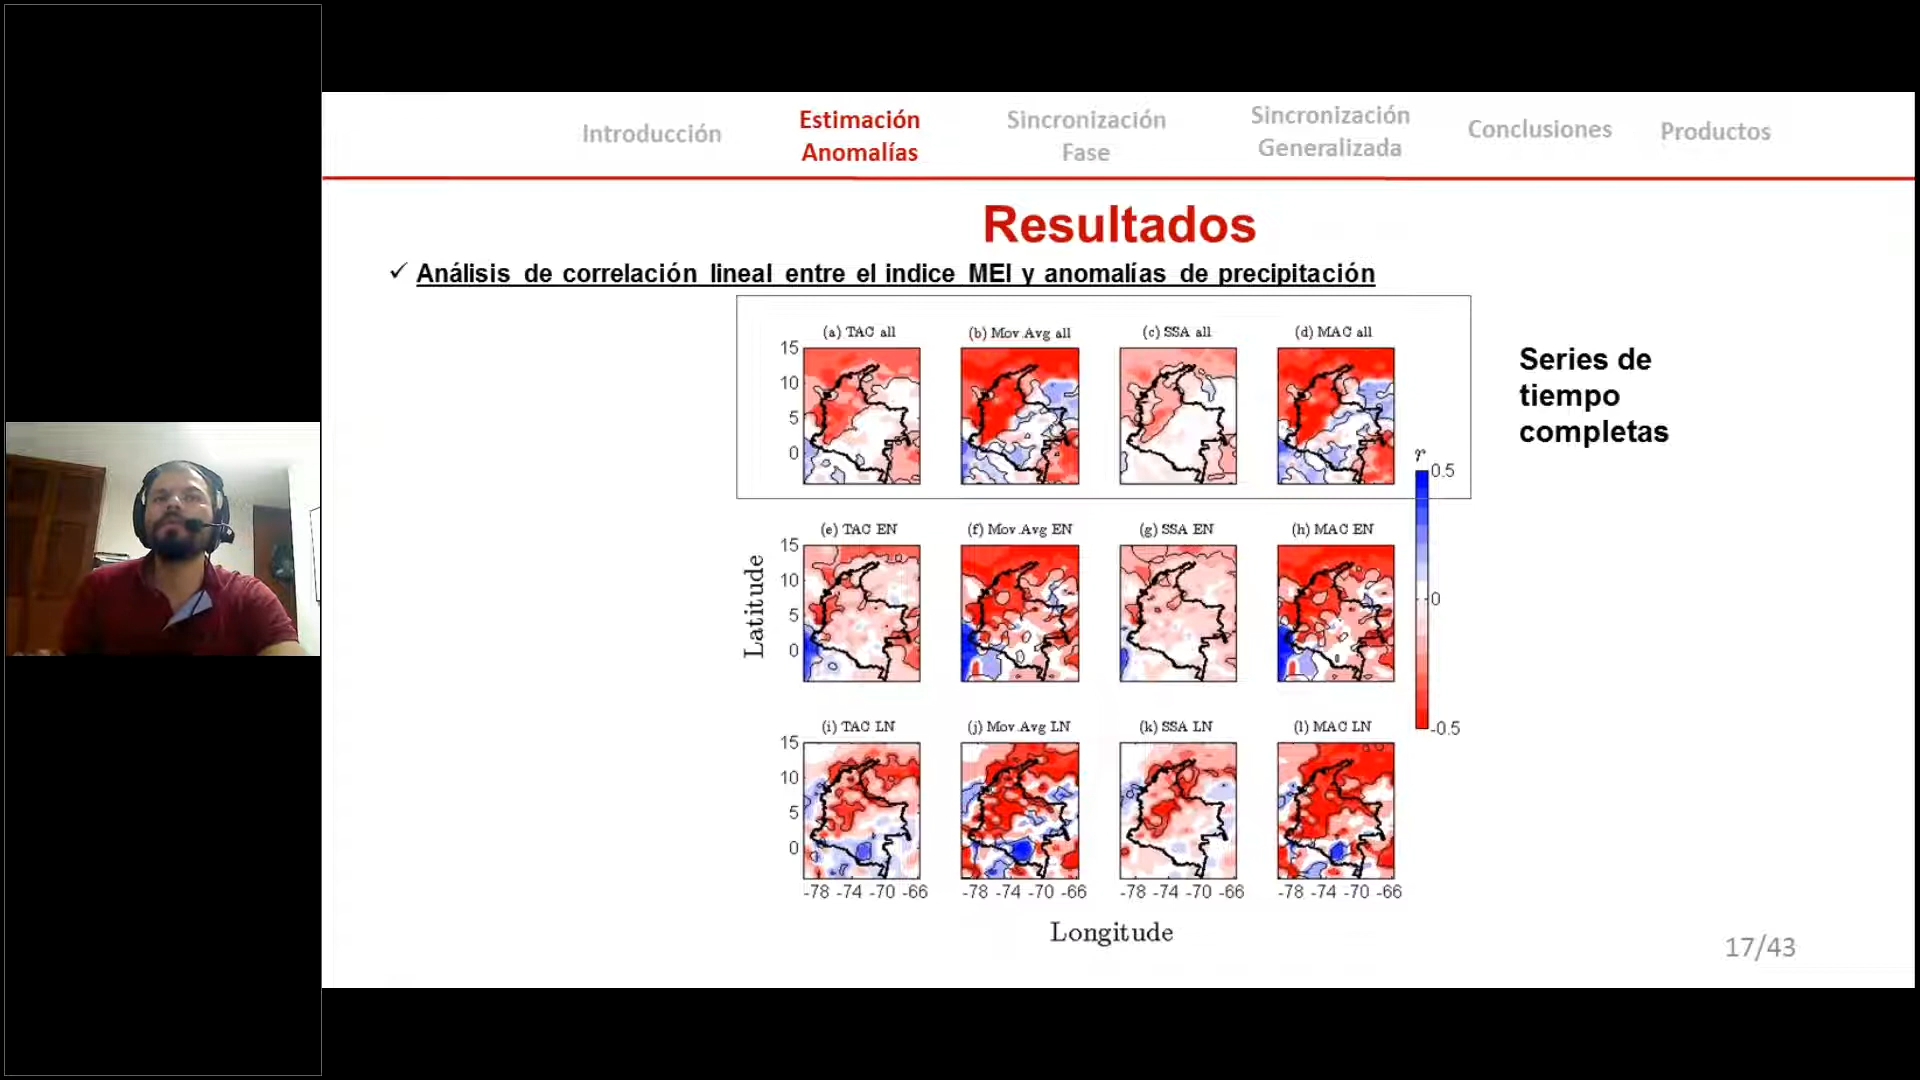 Introducción
Estimación
Anomalías
Sincronización
Fase
Sincronización
Generalizada
Conclusiones
Productos
Resultados
✓ Análisis de correlación lineal entre el indice MEI y anomalías de precipitación
(a) TAC all
(b) Mov.Avg all
(c) SSA all
(d) MAC all
15
10
5
0
Series de
tiempo
completas
r
0.5
0
-0.5
(e) TAC EN
(f) Mov.Avg EN
(g) SSA EN
(h) MAC EN
15
10
5
0
Latitude
(i) TAC LN
(j) Mov.Avg LN
(k) SSA LN
(l) MAC LN
15
10
5
0
-78 -74 -70 -66
-78 -74 -70 -66
-78 -74 -70 -66
-78 -74 -70 -66
Longitude
17/43